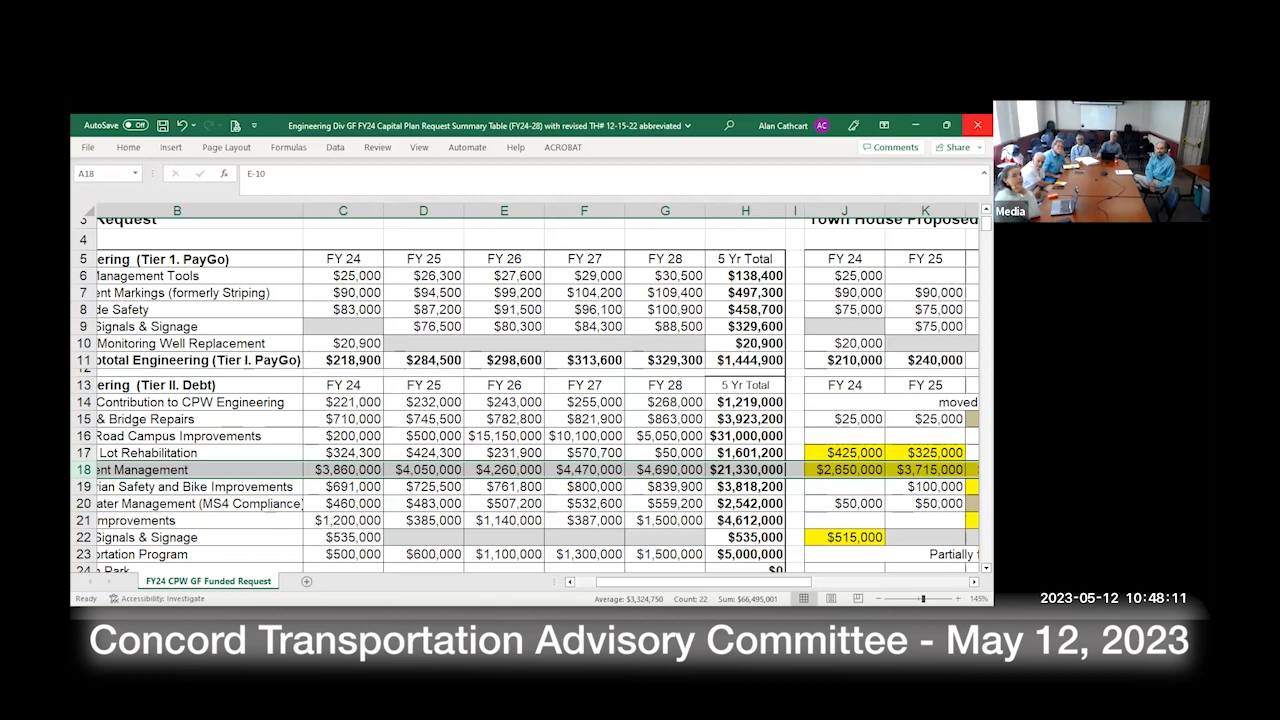 AutoSave Off Engineering Div GF FY24 Capital Plan Request Summary Table (FY24-28) with revised TH# 12-15-22 abbreviated Alan Cathcart AC
File Home Insert Page Layout Formulas Data Review View Automate Help ACROBAT Comments Share
A18 fx E-10
B C D E F G H I J K
3 Request Town House Proposed
4
5 ering (Tier 1. PayGo) FY 24 FY 25 FY 26 FY 27 FY 28 5 Yr Total FY 24 FY 25
6 Management Tools $25,000 $26,300 $27,600 $29,000 $30,500 $138,400 $25,000
7 ent Markings (formerly Striping) $90,000 $94,500 $99,200 $104,200 $109,400 $497,300 $90,000 $90,000
8 de Safety $83,000 $87,200 $91,500 $96,100 $100,900 $458,700 $75,000 $75,000
9 Signals & Signage $76,500 $80,300 $84,300 $88,500 $329,600 $75,000
10 Monitoring Well Replacement $20,900 $20,900 $20,000
11 ototal Engineering (Tier I. PayGo) $218,900 $284,500 $298,600 $313,600 $329,300 $1,444,900 $210,000 $240,000
12
13 ering (Tier II. Debt) FY 24 FY 25 FY 26 FY 27 FY 28 5 Yr Total FY 24 FY 25
14 Contribution to CPW Engineering $221,000 $232,000 $243,000 $255,000 $268,000 $1,219,000 moved
15 & Bridge Repairs $710,000 $745,500 $782,800 $821,900 $863,000 $3,923,200 $25,000 $25,000
16 Road Campus Improvements $200,000 $500,000 $15,150,000 $10,100,000 $5,050,000 $31,000,000
17 Lot Rehabilitation $324,300 $424,400 $231,900 $570,700 $50,000 $1,601,200 $425,000 $325,000
18 ent Management $3,860,000 $4,050,000 $4,260,000 $4,470,000 $4,690,000 $21,330,000 $2,650,000 $3,715,000
19 rian Safety and Bike Improvements $691,000 $725,500 $761,800 $800,000 $839,900 $3,818,200 $100,000
20 ater Management (MS4 Compliance) $460,000 $483,000 $507,200 $532,600 $559,200 $2,542,000 $50,000 $50,000
21 mprovements $1,200,000 $385,000 $1,140,000 $387,000 $1,500,000 $4,612,000
22 Signals & Signage $535,000 $535,000 $515,000
23 ortation Program $500,000 $600,000 $1,100,000 $1,300,000 $1,500,000 $5,000,000 Partially f
24 n Park $0
FY24 CPW GF Funded Request
Ready Accessibility: Investigate Average: $3,324,750 Count: 22 Sum: $66,495,001 145%
Media
2023-05-12 10:48:11
Concord Transportation Advisory Committee - May 12, 2023